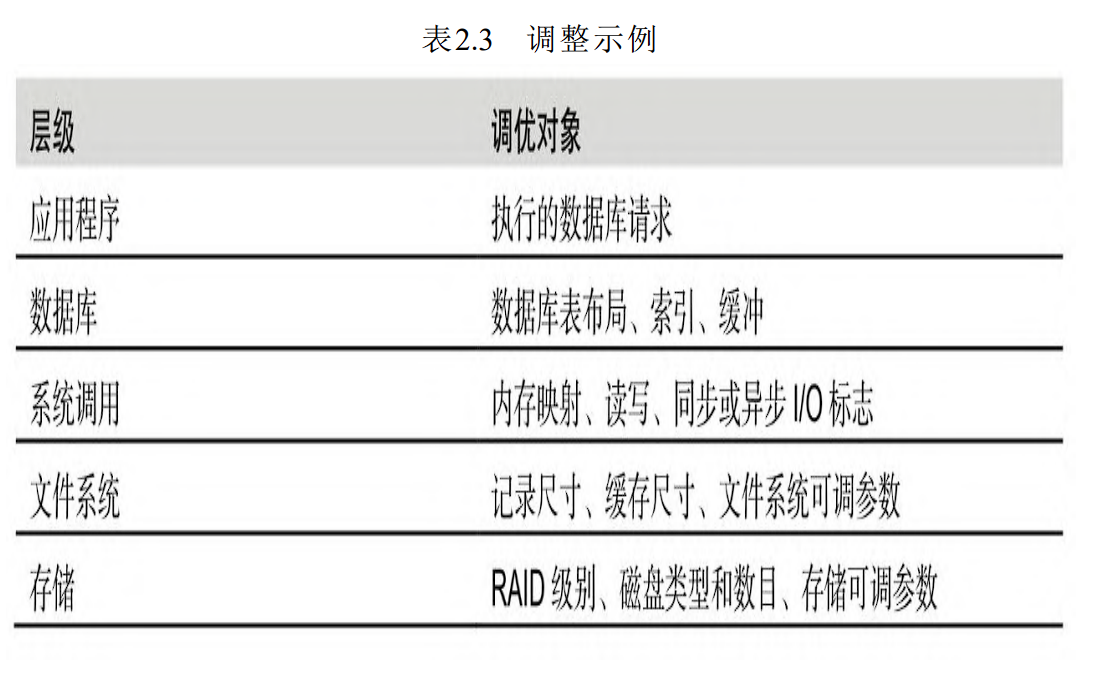 表2.3 调整示例
层级 调优对象
应用程序 执行的数据库请求
数据库 数据库表布局、索引、缓冲
系统调用 内存映射、读写、同步或异步 I/O 标志
文件系统 记录尺寸、缓存尺寸、文件系统可调参数
存储 RAID 级别、磁盘类型和数目、存储可调参数